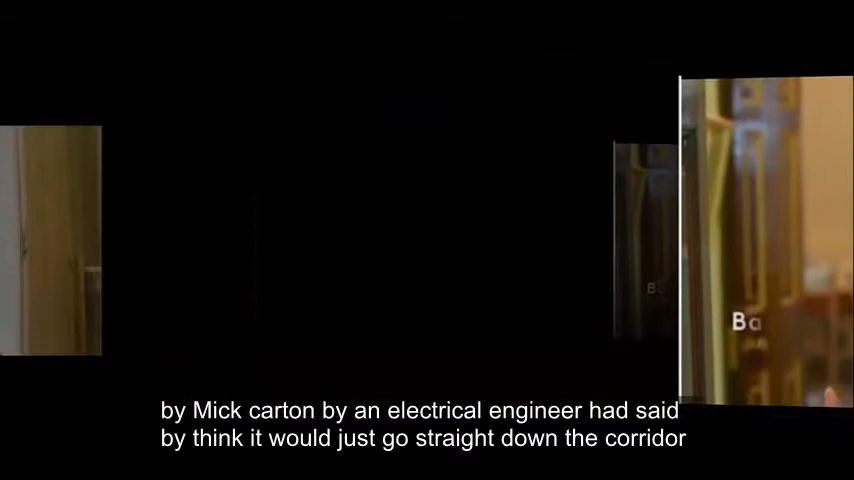 Ba
by Mick carton by an electrical engineer had said
by think it would just go straight down the corridor